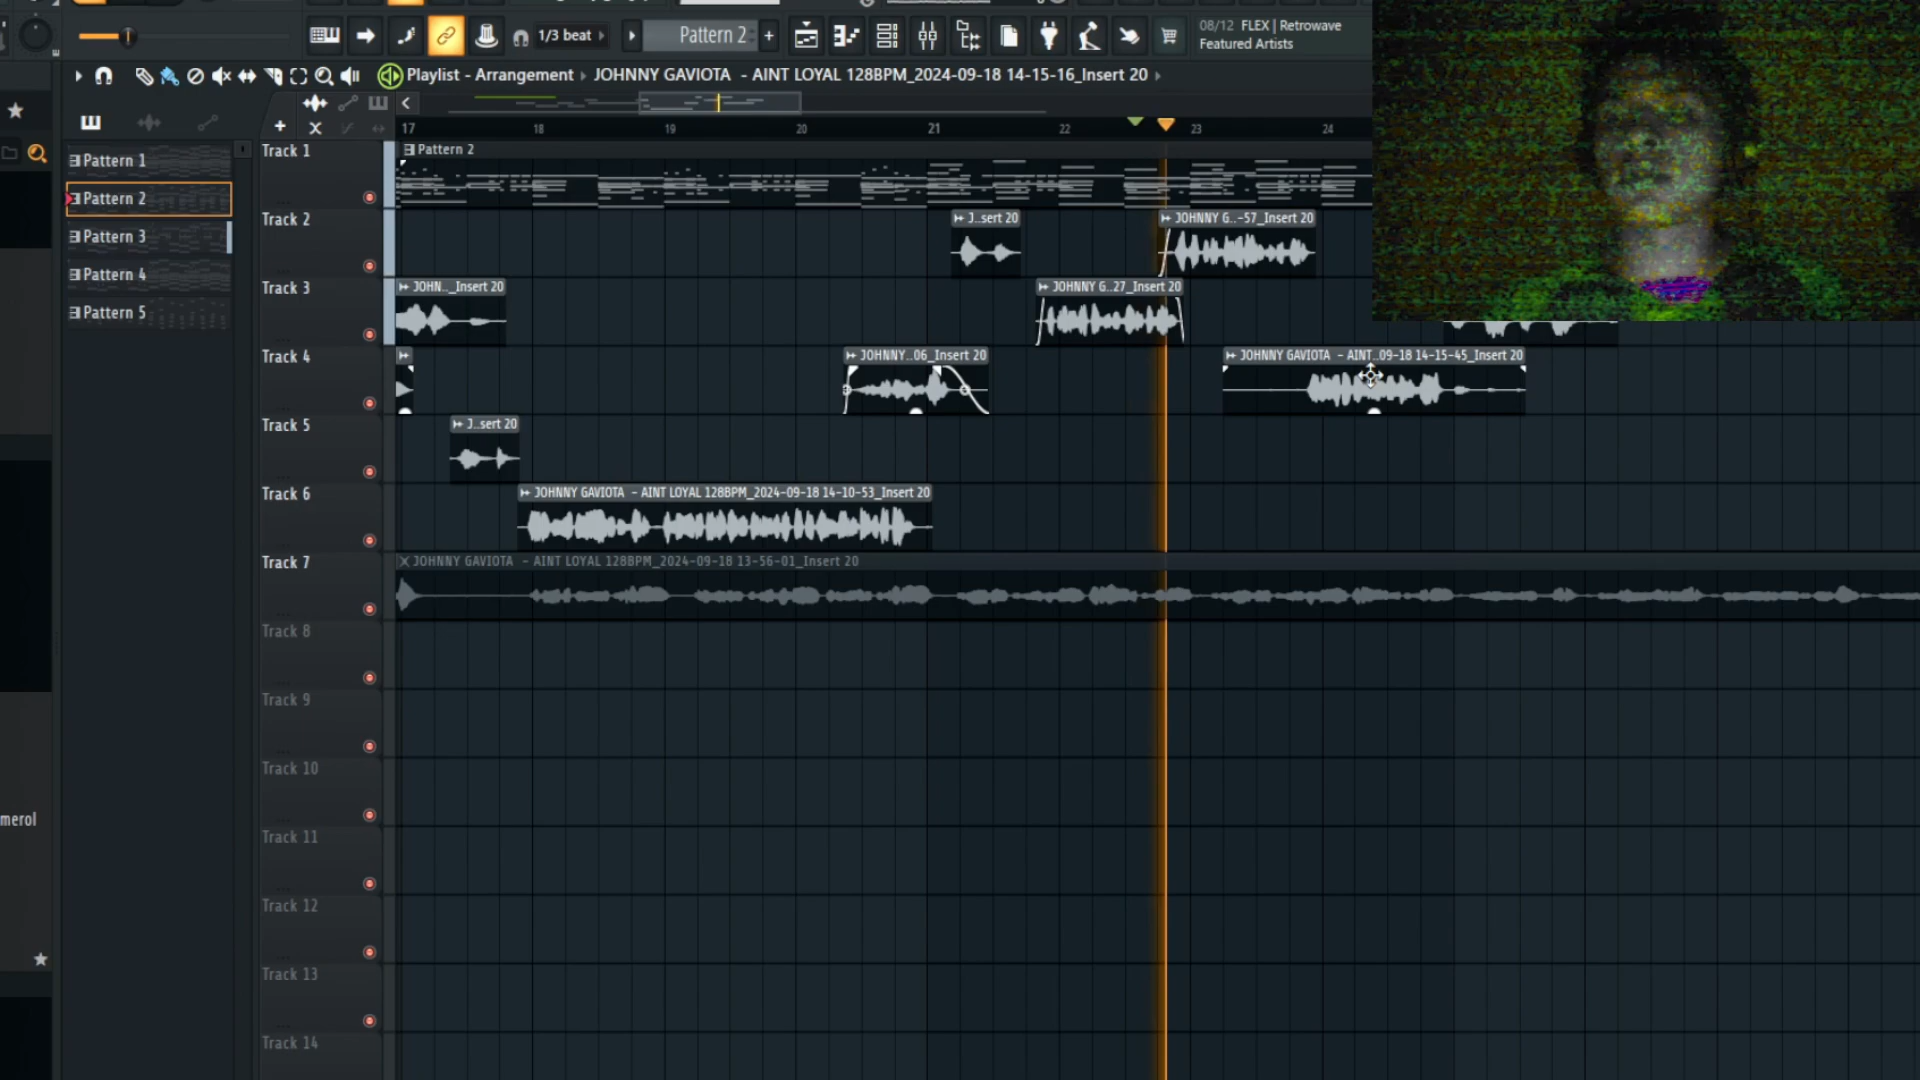 1/3 beat
Pattern 2
+
08/12 FLEX | Retrowave
Featured Artists
Playlist - Arrangement › JOHNNY GAVIOTA - AINT LOYAL 128BPM_2024-09-18 14-15-16_Insert 20 ›
17 18 19 20 21 22 23 24
Pattern 1
Pattern 2
Pattern 3
Pattern 4
Pattern 5
Track 1
Pattern 2
Track 2
J..sert 20
JOHNNY G..-57_Insert 20
Track 3
JOHN.._Insert 20
JOHNNY G..27_Insert 20
Track 4
JOHNNY..06_Insert 20
JOHNNY GAVIOTA - AINT..09-18 14-15-45_Insert 20
Track 5
J..sert 20
Track 6
JOHNNY GAVIOTA - AINT LOYAL 128BPM_2024-09-18 14-10-53_Insert 20
Track 7
JOHNNY GAVIOTA - AINT LOYAL 128BPM_2024-09-18 13-56-01_Insert 20
Track 8
Track 9
Track 10
Track 11
Track 12
Track 13
Track 14
merol